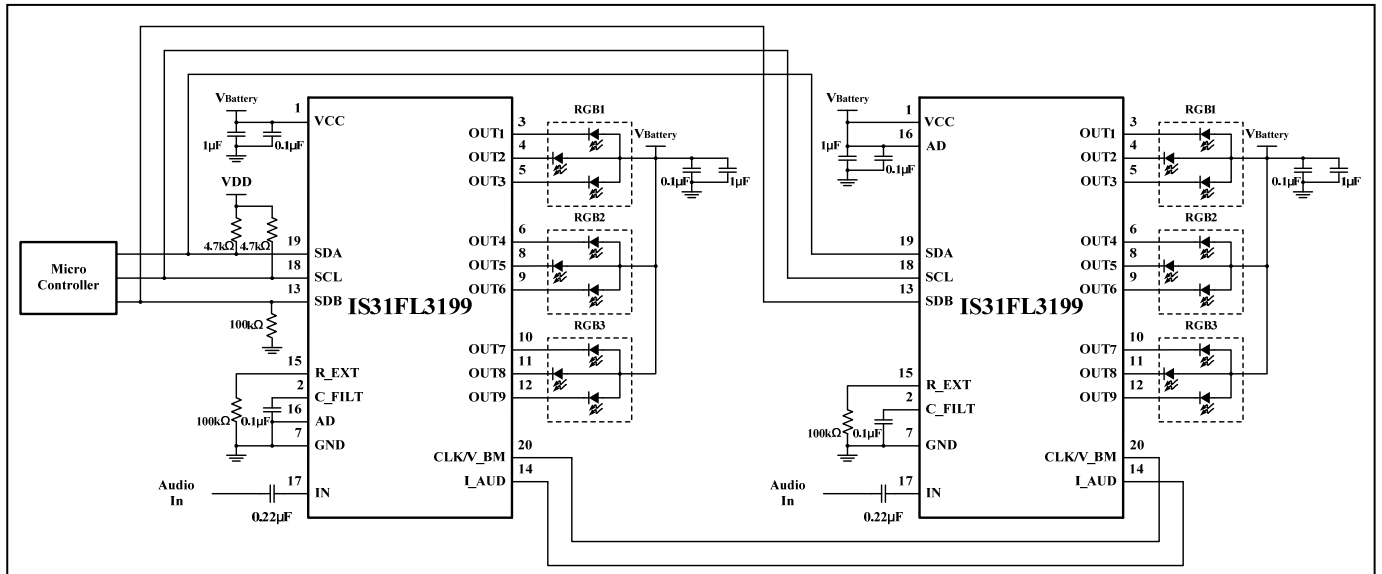 Micro
Controller
VBattery
1
VCC
1µF
0.1µF
VDD
4.7kΩ
4.7kΩ
19
SDA
18
SCL
13
SDB
100kΩ
15
R_EXT
2
C_FILT
16
AD
100kΩ
0.1µF
7
GND
Audio
In
17
IN
0.22µF
IS31FL3199
OUT1
3
OUT2
4
OUT3
5
OUT4
6
OUT5
8
OUT6
9
OUT7
10
OUT8
11
OUT9
12
CLK/V_BM
20
I_AUD
14
RGB1
RGB2
RGB3
VBattery
0.1µF
1µF
VBattery
1
VCC
16
AD
1µF
0.1µF
19
SDA
18
SCL
13
SDB
15
R_EXT
2
C_FILT
100kΩ
0.1µF
7
GND
Audio
In
17
IN
0.22µF
IS31FL3199
OUT1
3
OUT2
4
OUT3
5
OUT4
6
OUT5
8
OUT6
9
OUT7
10
OUT8
11
OUT9
12
CLK/V_BM
20
I_AUD
14
RGB1
RGB2
RGB3
VBattery
0.1µF
1µF